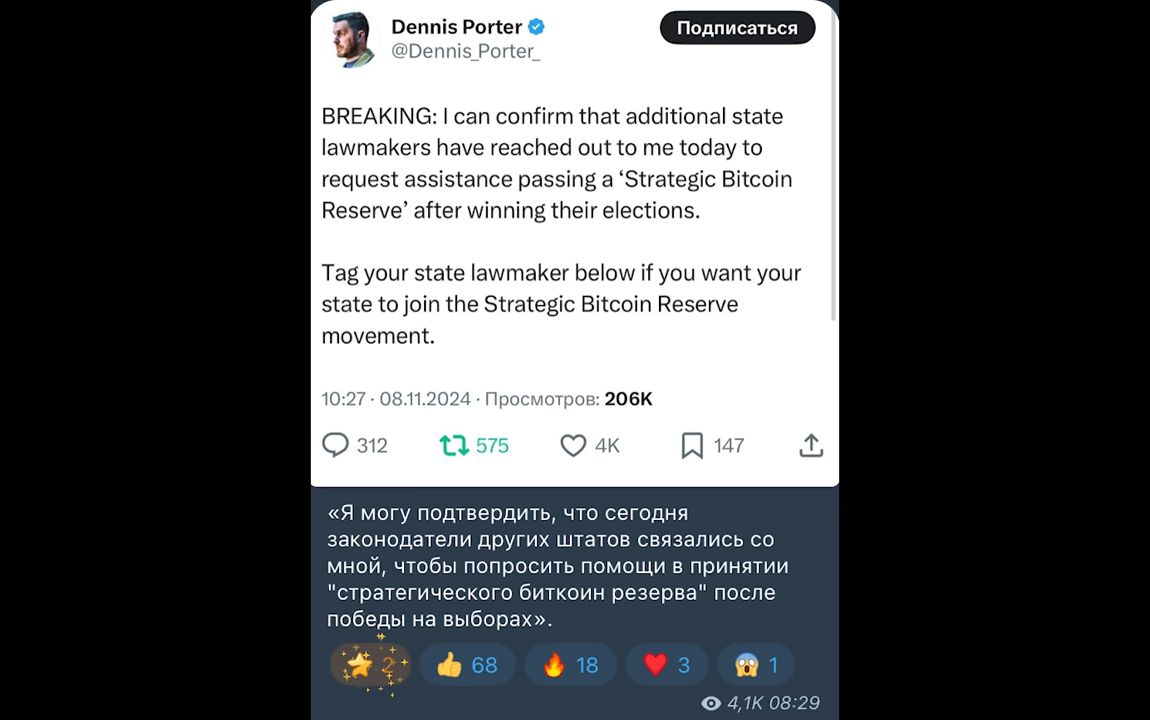 Dennis Porter
Подписаться
@Dennis_Porter_
BREAKING: I can confirm that additional state
lawmakers have reached out to me today to
request assistance passing a ‘Strategic Bitcoin
Reserve’ after winning their elections.
Tag your state lawmaker below if you want your
state to join the Strategic Bitcoin Reserve
movement.
10:27 · 08.11.2024 · Просмотров: 206K
312 575 4K 147
«Я могу подтвердить, что сегодня
законодатели других штатов связались со
мной, чтобы попросить помощи в принятии
"стратегического биткоин резерва" после
победы на выборах».
2 68 18 3 1
4,1K 08:29